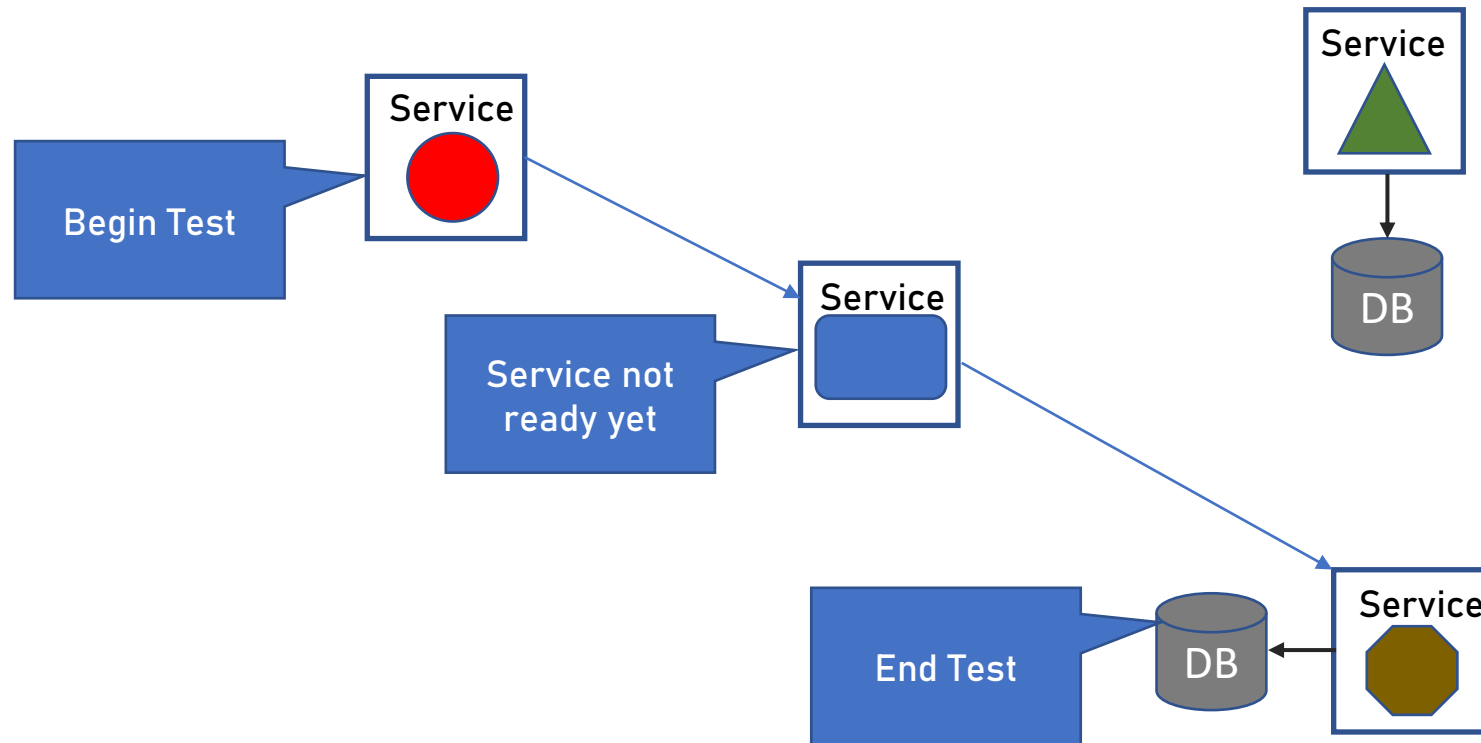 Service
Service
Begin Test
Service
DB
Service not
ready yet
Service
End Test
DB